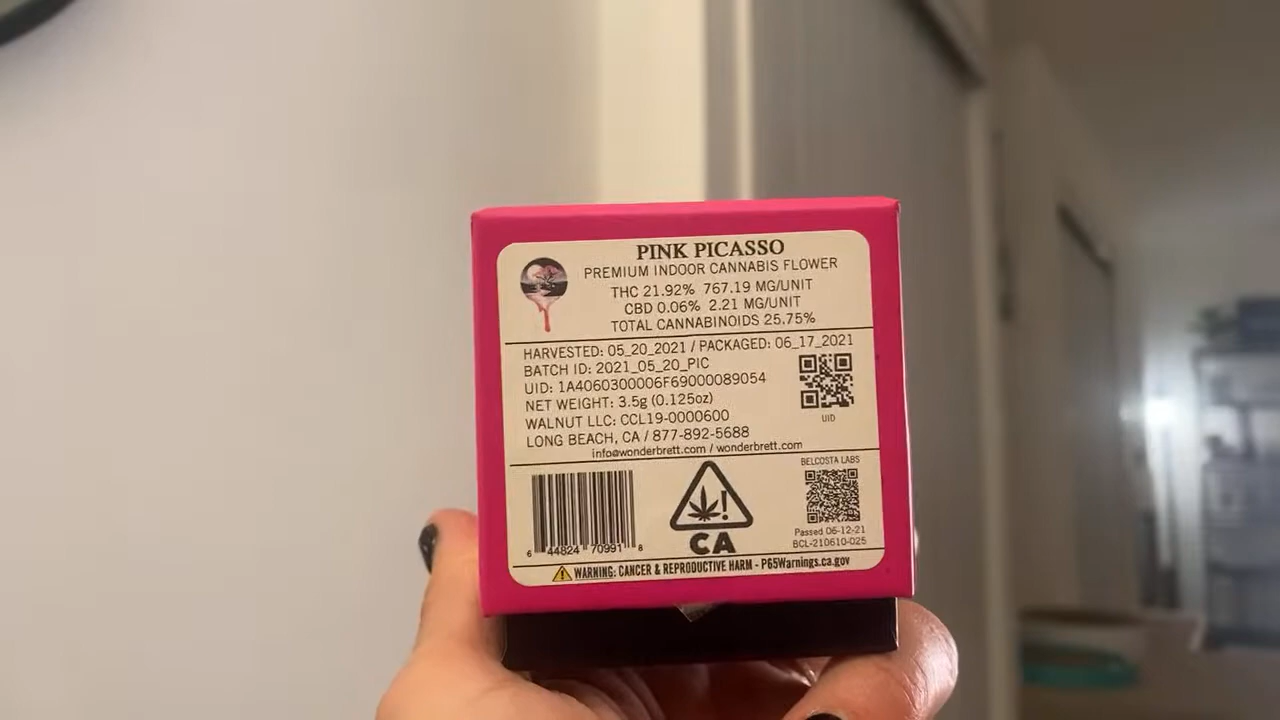 PINK PICASSO
PREMIUM INDOOR CANNABIS FLOWER
THC 21.92% 767.19 MG/UNIT
CBD 0.06% 2.21 MG/UNIT
TOTAL CANNABINOIDS 25.75%
HARVESTED: 05_20_2021 / PACKAGED: 06_17_2021
BATCH ID: 2021_05_20_PIC
UID: 1A4060300006F69000089054
NET WEIGHT: 3.5g (0.125oz)
WALNUT LLC: CCL19-0000600
LONG BEACH, CA / 877-892-5688
info@wonderbrett.com / wonderbrett.com
UID
BELCOSTA LABS
Passed 06-12-21
BCL-210610-025
6 44824 70991 8
CA
WARNING: CANCER & REPRODUCTIVE HARM - P65Warnings.ca.gov